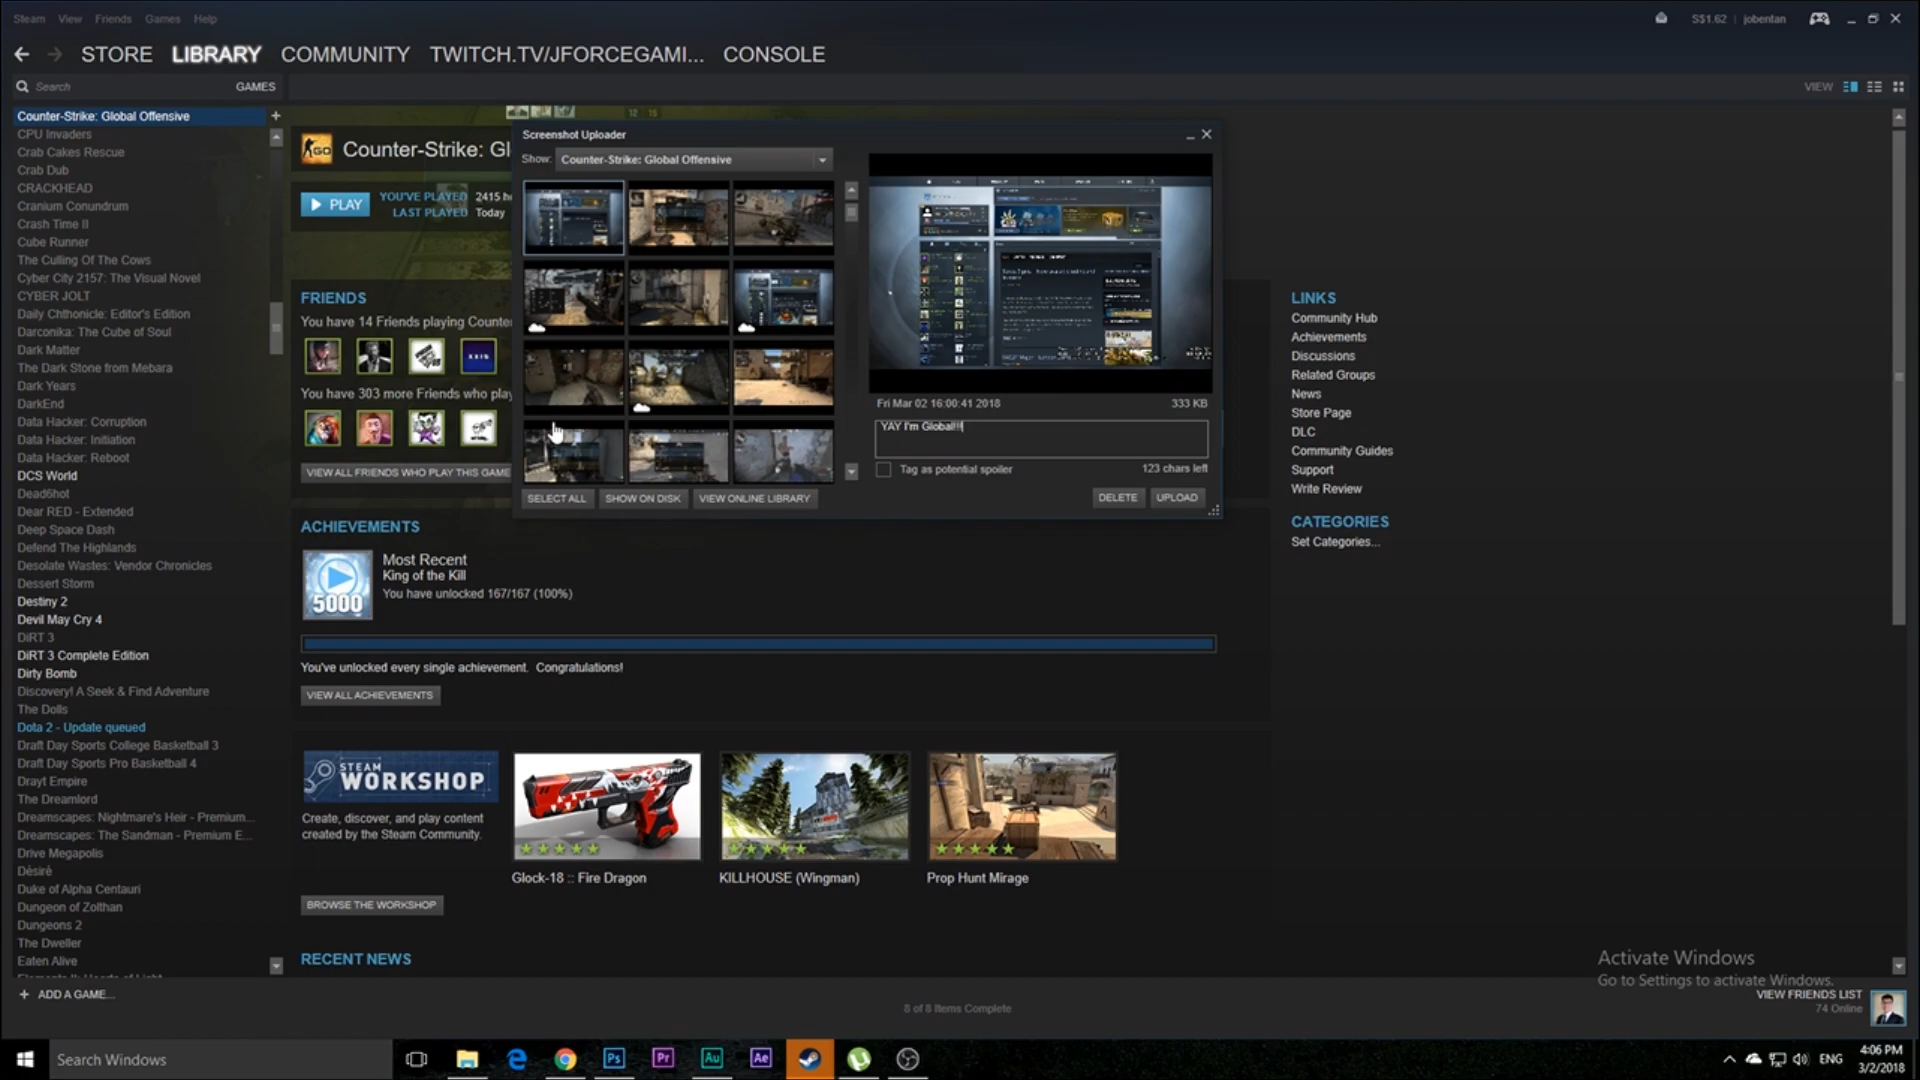 Steam View Friends Games Help
S$1.62 | jobentan
STORE LIBRARY COMMUNITY TWITCH.TV/JFORCEGAMI... CONSOLE
Search GAMES
VIEW
Counter-Strike: Global Offensive
CPU Invaders
Crab Cakes Rescue
Crab Dub
CRACKHEAD
Cranium Conundrum
Crash Time II
Cube Runner
The Culling Of The Cows
Cyber City 2157: The Visual Novel
CYBER JOLT
Daily Chthonicle: Editor's Edition
Darconika: The Cube of Soul
Dark Matter
The Dark Stone from Mebara
Dark Years
DarkEnd
Data Hacker: Corruption
Data Hacker: Initiation
Data Hacker: Reboot
DCS World
Dead6hot
Dear RED - Extended
Deep Space Dash
Defend The Highlands
Desolate Wastes: Vendor Chronicles
Dessert Storm
Destiny 2
Devil May Cry 4
DiRT 3
DiRT 3 Complete Edition
Dirty Bomb
Discovery! A Seek & Find Adventure
The Dolls
Dota 2 - Update queued
Draft Day Sports College Basketball 3
Draft Day Sports Pro Basketball 4
Drayt Empire
The Dreamlord
Dreamscapes: Nightmare's Heir - Premium...
Dreamscapes: The Sandman - Premium E...
Drive Megapolis
Dèsiré
Duke of Alpha Centauri
Dungeon of Zolthan
Dungeons 2
The Dweller
Eaten Alive
+ ADD A GAME...
GO
Counter-Strike: Gl
PLAY
YOU'VE PLAYED 2415 h
LAST PLAYED Today
FRIENDS
You have 14 Friends playing Counte
You have 303 more Friends who play
VIEW ALL FRIENDS WHO PLAY THIS GAME
Screenshot Uploader
Show: Counter-Strike: Global Offensive
Fri Mar 02 16:00:41 2018 333 KB
YAY I'm Global!!!
Tag as potential spoiler 123 chars left
SELECT ALL SHOW ON DISK VIEW ONLINE LIBRARY DELETE UPLOAD
ACHIEVEMENTS
5000
Most Recent
King of the Kill
You have unlocked 167/167 (100%)
You've unlocked every single achievement. Congratulations!
VIEW ALL ACHIEVEMENTS
STEAM
WORKSHOP
Create, discover, and play content
created by the Steam Community.
Glock-18 :: Fire Dragon
KILLHOUSE (Wingman)
Prop Hunt Mirage
BROWSE THE WORKSHOP
RECENT NEWS
LINKS
Community Hub
Achievements
Discussions
Related Groups
News
Store Page
DLC
Community Guides
Support
Write Review
CATEGORIES
Set Categories...
Activate Windows
Go to Settings to activate Windows.
8 of 8 Items Complete
VIEW FRIENDS LIST
74 Online
Search Windows
Ps Pr Au Ae
ENG
4:06 PM
3/2/2018